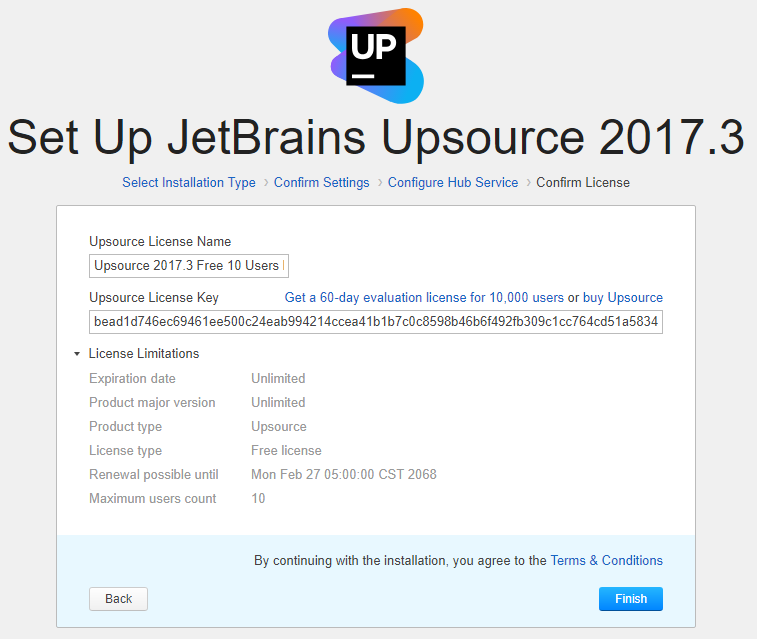 UP
Set Up JetBrains Upsource 2017.3
Select Installation Type › Confirm Settings › Configure Hub Service › Confirm License
Upsource License Name
Upsource 2017.3 Free 10 Users
Upsource License Key Get a 60-day evaluation license for 10,000 users or buy Upsource
bead1d746ec69461ee500c24eab994214ccea41b1b7c0c8598b46b6f492fb309c1cc764cd51a5834
License Limitations
Expiration date Unlimited
Product major version Unlimited
Product type Upsource
License type Free license
Renewal possible until Mon Feb 27 05:00:00 CST 2068
Maximum users count 10
By continuing with the installation, you agree to the Terms & Conditions
Back Finish